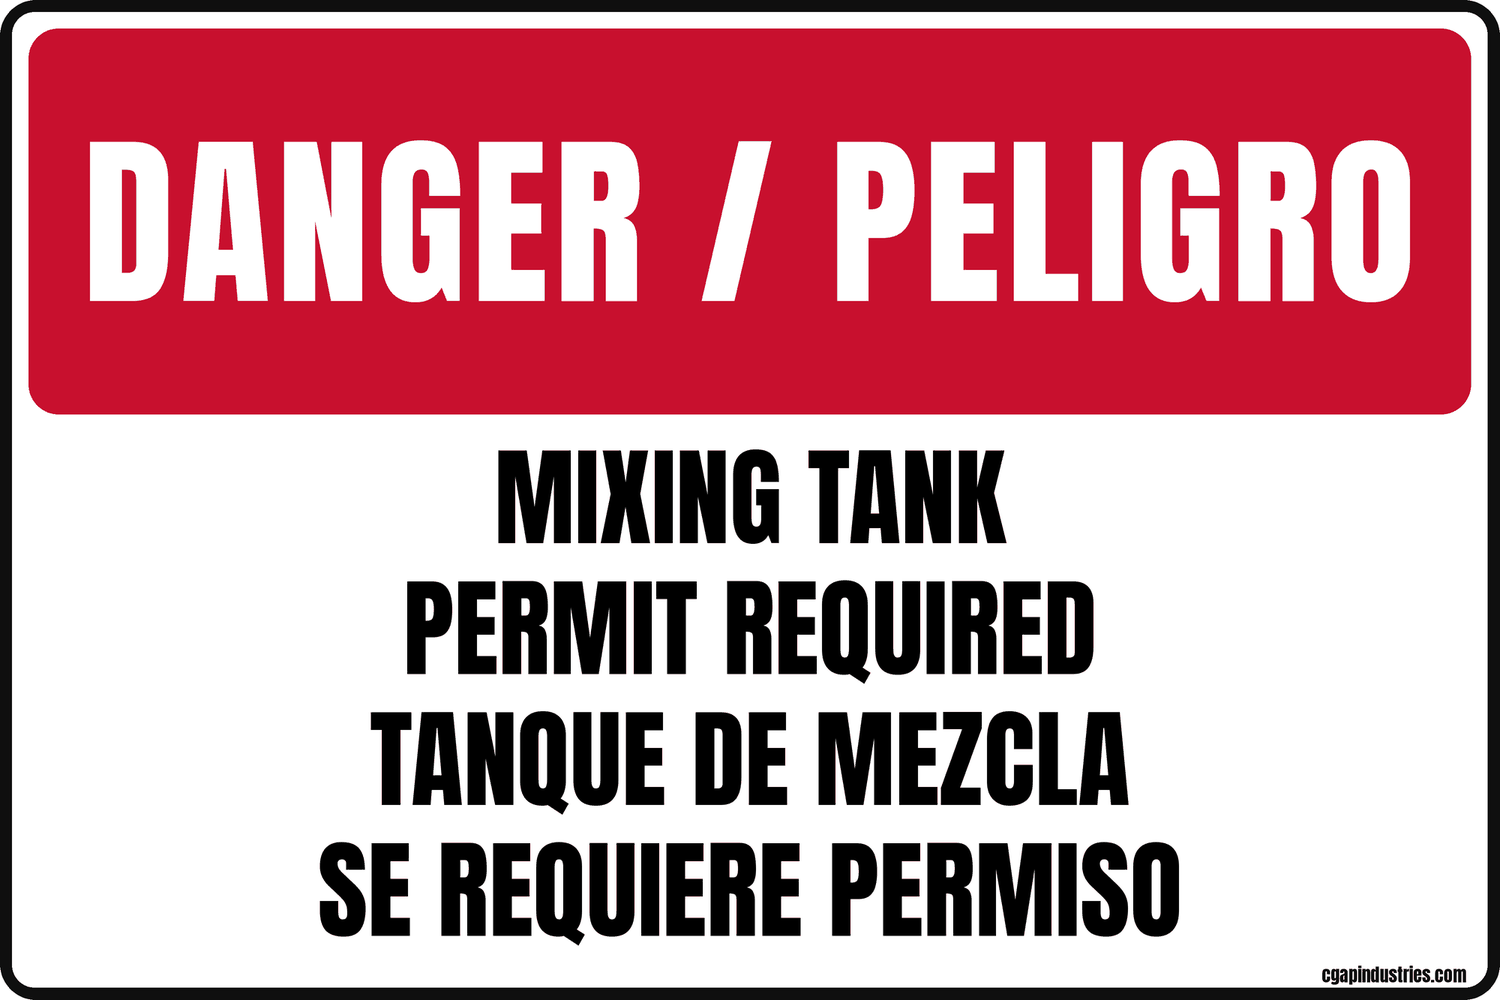 DANGER / PELIGRO
MIXING TANK
PERMIT REQUIRED
TANQUE DE MEZCLA
SE REQUIERE PERMISO
cgapindustries.com